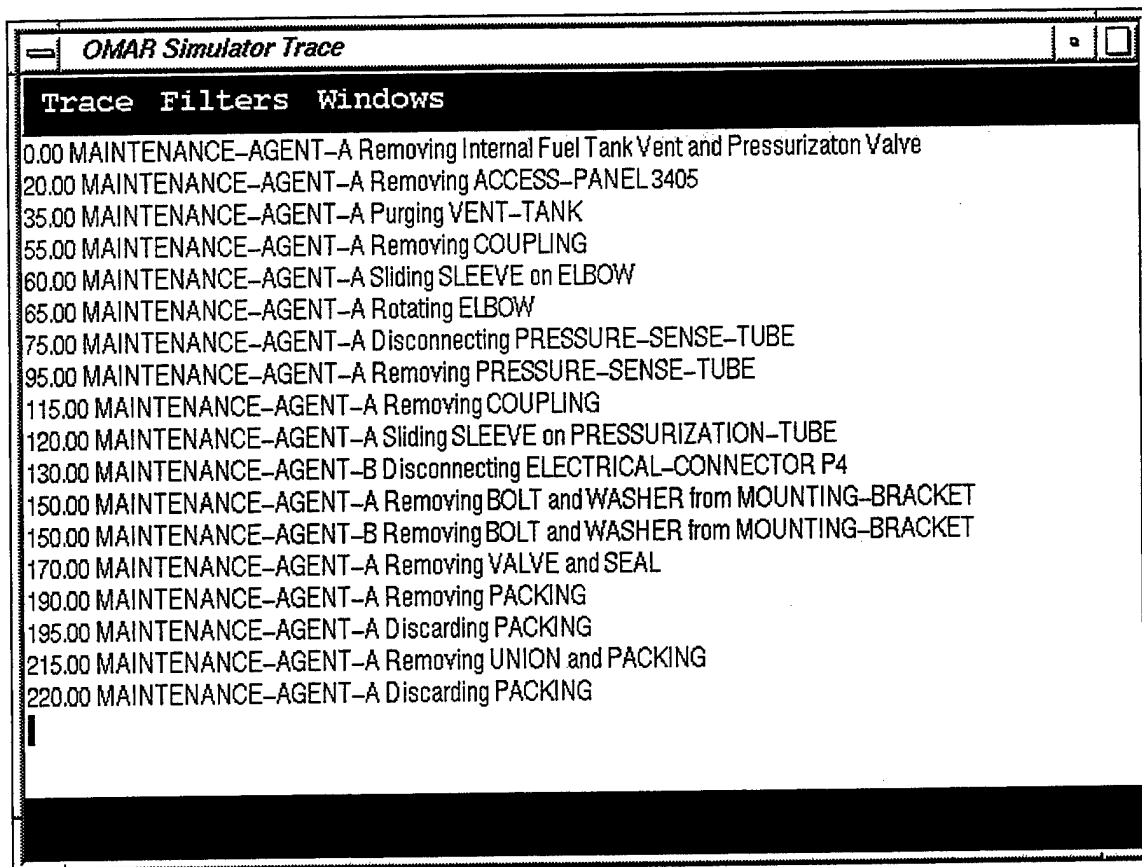 OMAR Simulator Trace
Trace Filters Windows
0.00 MAINTENANCE–AGENT–A Removing Internal Fuel Tank Vent and Pressurizaton Valve
20.00 MAINTENANCE–AGENT–A Removing ACCESS–PANEL 3405
35.00 MAINTENANCE–AGENT–A Purging VENT–TANK
55.00 MAINTENANCE–AGENT–A Removing COUPLING
60.00 MAINTENANCE–AGENT–A Sliding SLEEVE on ELBOW
65.00 MAINTENANCE–AGENT–A Rotating ELBOW
75.00 MAINTENANCE–AGENT–A Disconnecting PRESSURE–SENSE–TUBE
95.00 MAINTENANCE–AGENT–A Removing PRESSURE–SENSE–TUBE
115.00 MAINTENANCE–AGENT–A Removing COUPLING
120.00 MAINTENANCE–AGENT–A Sliding SLEEVE on PRESSURIZATION–TUBE
130.00 MAINTENANCE–AGENT–B Disconnecting ELECTRICAL–CONNECTOR P4
150.00 MAINTENANCE–AGENT–A Removing BOLT and WASHER from MOUNTING–BRACKET
150.00 MAINTENANCE–AGENT–B Removing BOLT and WASHER from MOUNTING–BRACKET
170.00 MAINTENANCE–AGENT–A Removing VALVE and SEAL
190.00 MAINTENANCE–AGENT–A Removing PACKING
195.00 MAINTENANCE–AGENT–A Discarding PACKING
215.00 MAINTENANCE–AGENT–A Removing UNION and PACKING
220.00 MAINTENANCE–AGENT–A Discarding PACKING